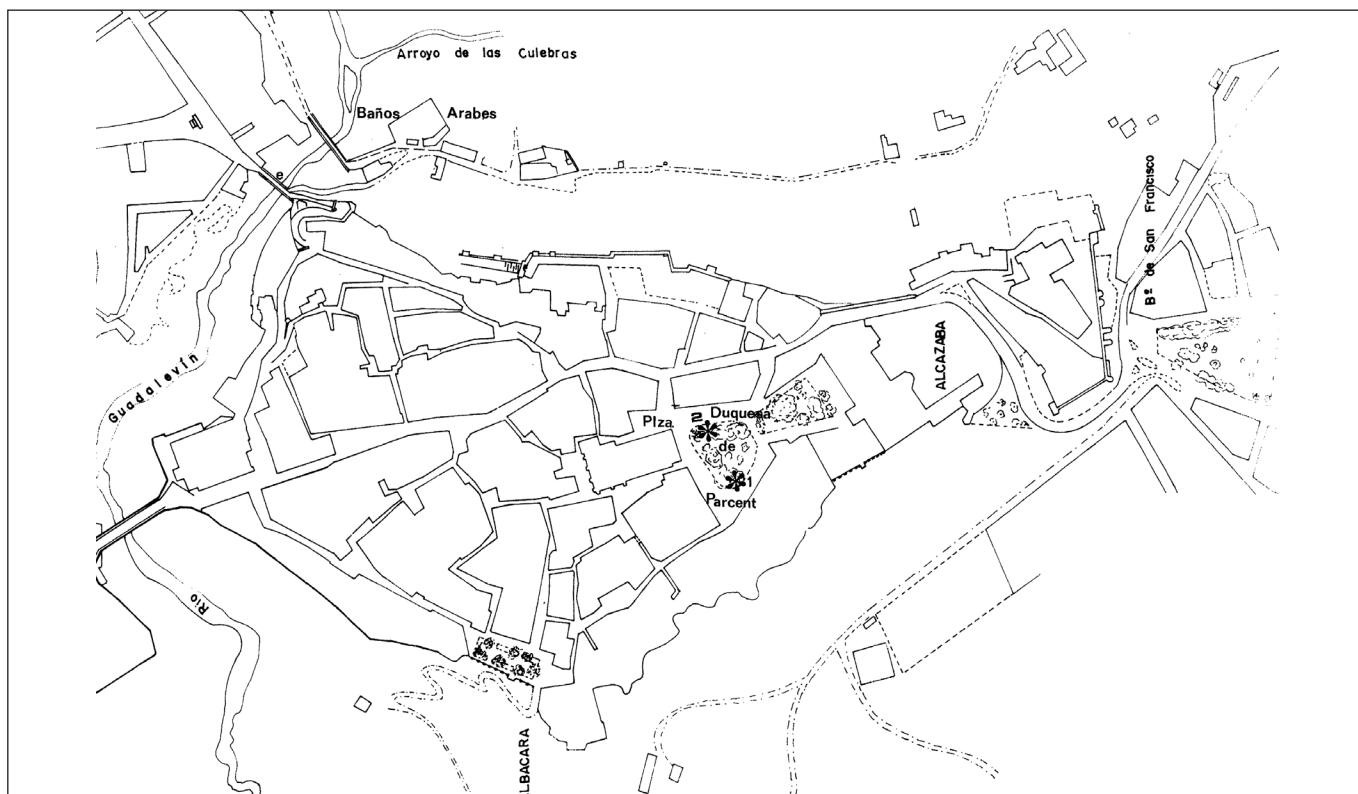 Arroyo de las Culebras
Baños Arabes
e
Bº de San Francisco
Guadalevín
ALCAZABA
2 Duquesa
Plza.
de
1
Parcent
Río
LBACARA